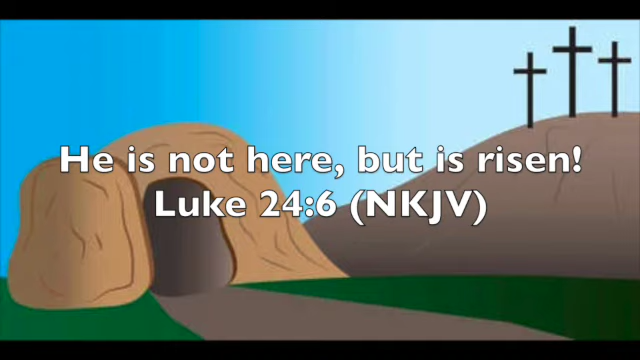 He is not here, but is risen!
Luke 24:6 (NKJV)